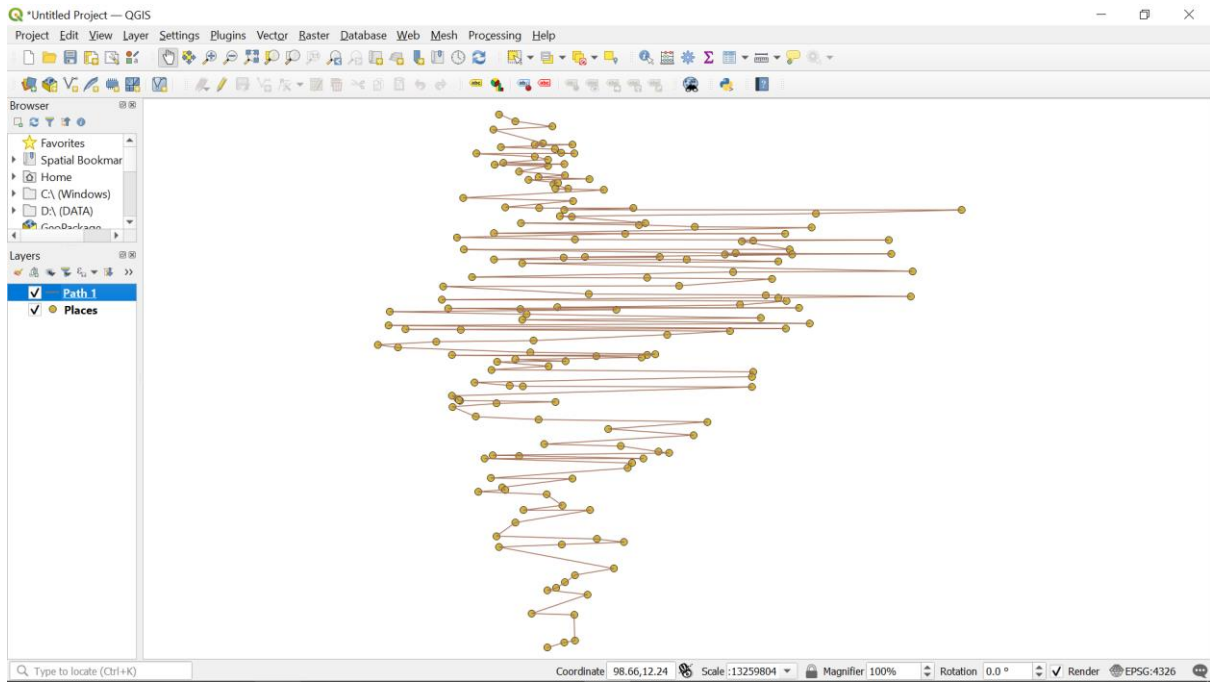 *Untitled Project — QGIS
Project Edit View Layer Settings Plugins Vector Raster Database Web Mesh Processing Help
Browser
Favorites
Spatial Bookmar
Home
C:\ (Windows)
D:\ (DATA)
GeoPackage
Layers
Path 1
Places
Type to locate (Ctrl+K)
Coordinate 98.66,12.24 Scale :13259804 Magnifier 100% Rotation 0.0 ° Render EPSG:4326